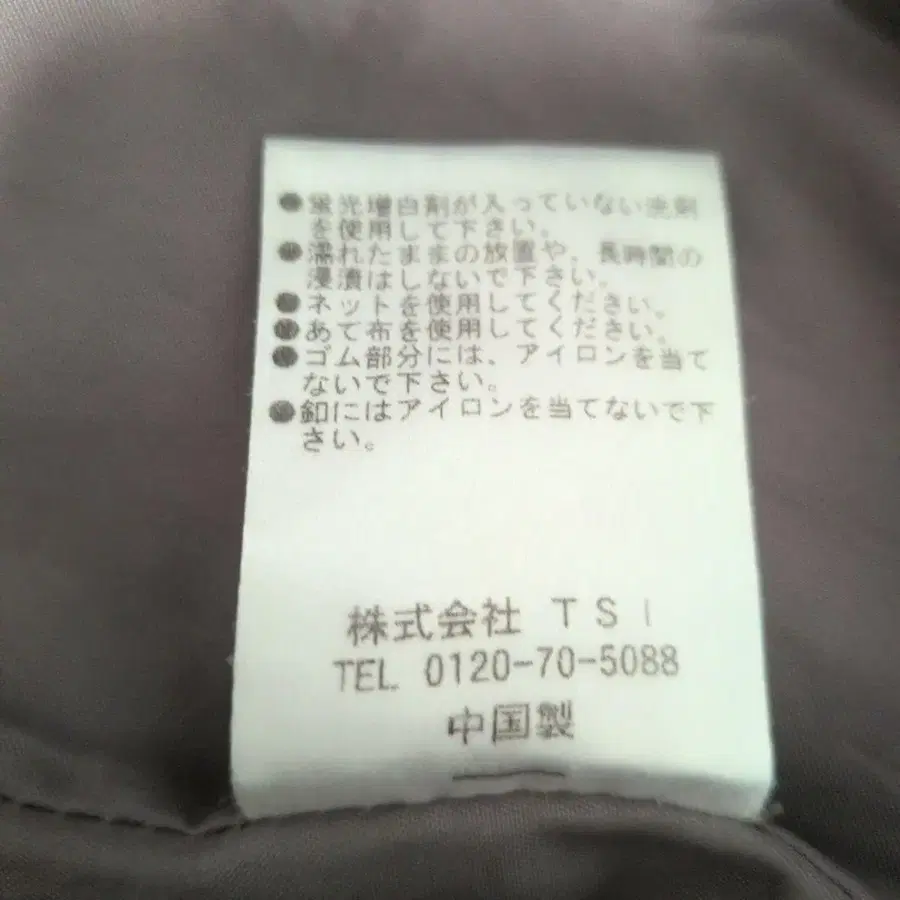 ●蛍光増白剤が入っていない洗剤
を使用して下さい。
●濡れたままの放置や、長時間の
浸漬はしないで下さい。
●ネットを使用してください。
●あて布を使用してください。
●ゴム部分には、アイロンを当て
ないで下さい。
●釦にはアイロンを当てないで下
さい。
株式会社 TSI
TEL 0120-70-5088
中国製